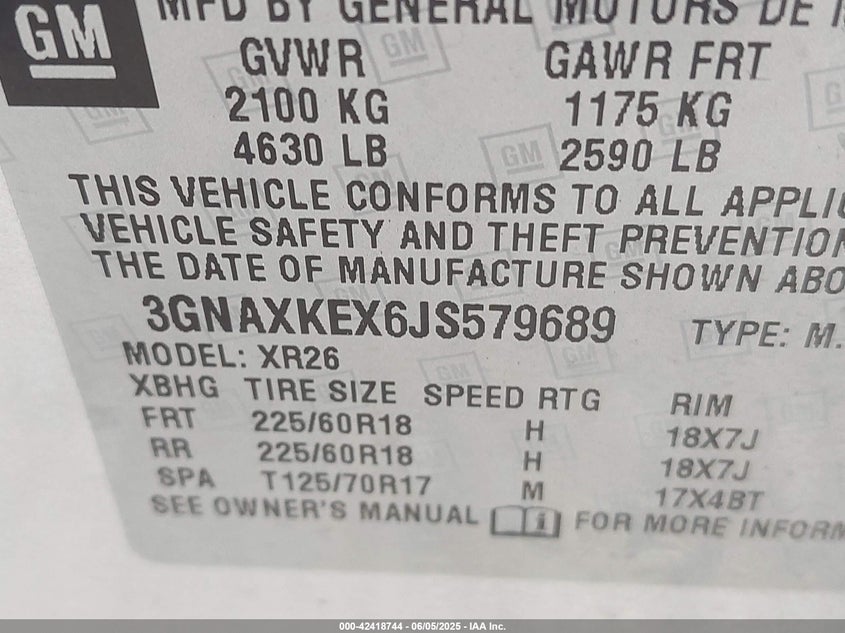 GM
MFD BY GENERAL MOTORS DE
GVWR GAWR FRT
2100 KG 1175 KG
4630 LB 2590 LB
THIS VEHICLE CONFORMS TO ALL APPLIC
VEHICLE SAFETY AND THEFT PREVENTION
THE DATE OF MANUFACTURE SHOWN ABO
3GNAXKEX6JS579689 TYPE: M.
MODEL: XR26
XBHG TIRE SIZE SPEED RTG RIM
FRT 225/60R18 H 18X7J
RR 225/60R18 H 18X7J
SPA T125/70R17 M 17X4BT
SEE OWNER'S MANUAL i FOR MORE INFORM
000-42418744 - 06/05/2025 - IAA Inc.